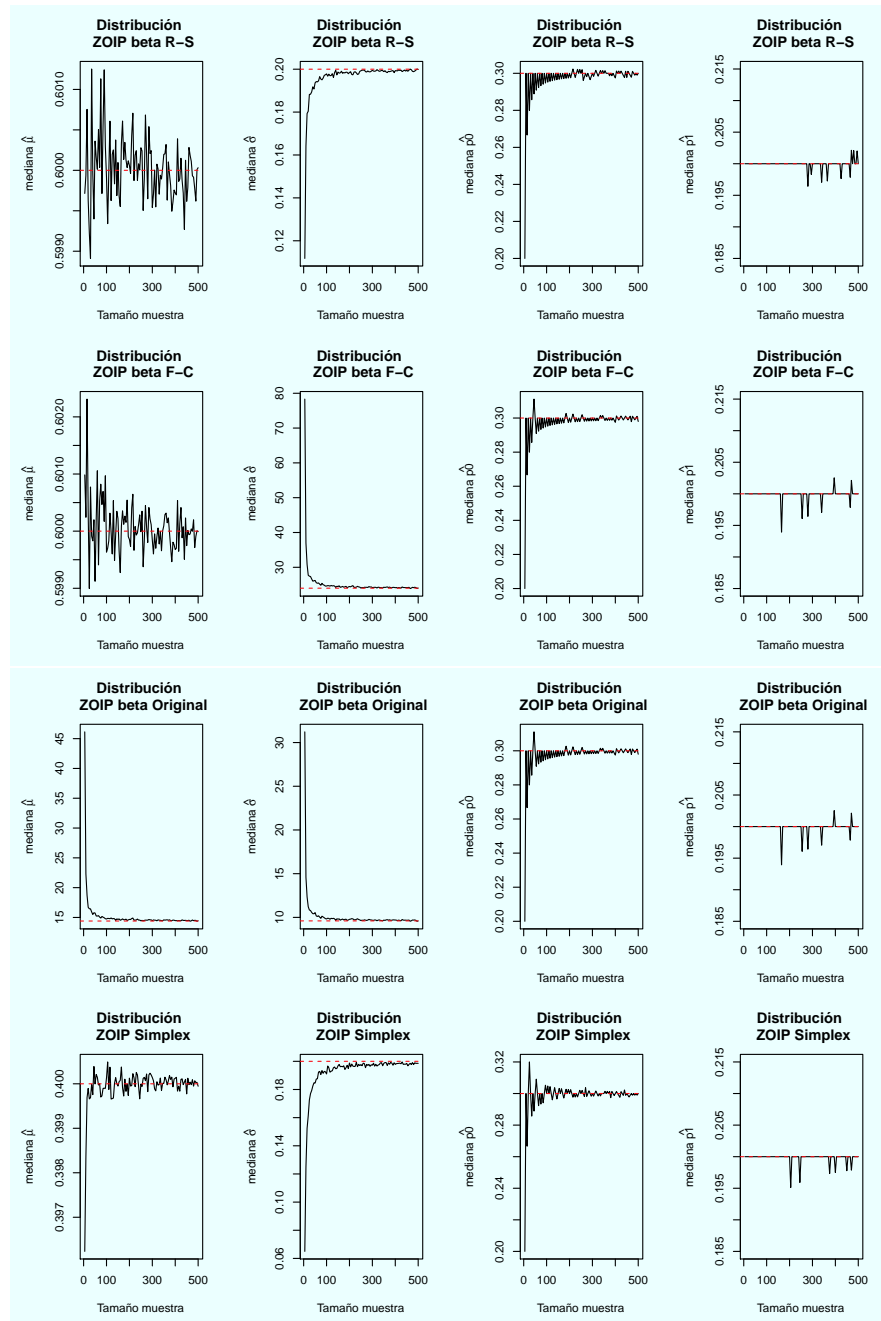 Distribución
ZOIP beta R−S
mediana μ̂
0.5990 0.6000 0.6010
0 100 300 500
Tamaño muestra
Distribución
ZOIP beta R−S
mediana σ̂
0.12 0.14 0.16 0.18 0.20
0 100 300 500
Tamaño muestra
Distribución
ZOIP beta R−S
mediana p̂0
0.20 0.22 0.24 0.26 0.28 0.30
0 100 300 500
Tamaño muestra
Distribución
ZOIP beta R−S
mediana p̂1
0.185 0.195 0.205 0.215
0 100 300 500
Tamaño muestra
Distribución
ZOIP beta F−C
mediana μ̂
0.5990 0.6000 0.6010 0.6020
0 100 300 500
Tamaño muestra
Distribución
ZOIP beta F−C
mediana σ̂
30 40 50 60 70 80
0 100 300 500
Tamaño muestra
Distribución
ZOIP beta F−C
mediana p̂0
0.20 0.22 0.24 0.26 0.28 0.30
0 100 300 500
Tamaño muestra
Distribución
ZOIP beta F−C
mediana p̂1
0.185 0.195 0.205 0.215
0 100 300 500
Tamaño muestra
Distribución
ZOIP beta Original
mediana μ̂
15 20 25 30 35 40 45
0 100 300 500
Tamaño muestra
Distribución
ZOIP beta Original
mediana σ̂
10 15 20 25 30
0 100 300 500
Tamaño muestra
Distribución
ZOIP beta Original
mediana p̂0
0.20 0.22 0.24 0.26 0.28 0.30
0 100 300 500
Tamaño muestra
Distribución
ZOIP beta Original
mediana p̂1
0.185 0.195 0.205 0.215
0 100 300 500
Tamaño muestra
Distribución
ZOIP Simplex
mediana μ̂
0.397 0.398 0.399 0.400
0 100 300 500
Tamaño muestra
Distribución
ZOIP Simplex
mediana σ̂
0.06 0.10 0.14 0.18
0 100 300 500
Tamaño muestra
Distribución
ZOIP Simplex
mediana p̂0
0.20 0.24 0.28 0.32
0 100 300 500
Tamaño muestra
Distribución
ZOIP Simplex
mediana p̂1
0.185 0.195 0.205 0.215
0 100 300 500
Tamaño muestra